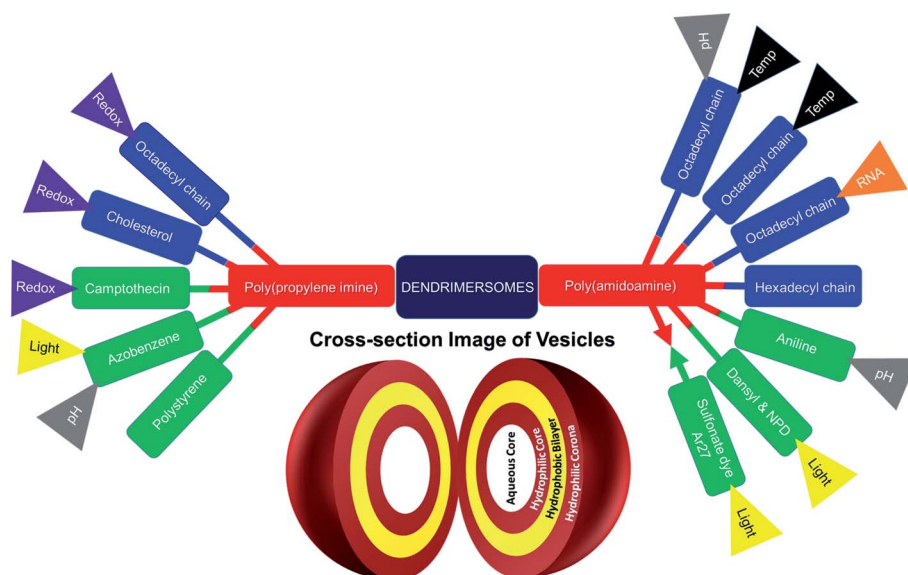 Redox
Octadecyl chain
Redox
Cholesterol
Redox
Camptothecin
Light
Azobenzene
pH
Polystyrene
Poly(propylene imine)
DENDRIMERSOMES
Poly(amidoamine)
pH
Temp
Octadecyl chain
Temp
Octadecyl chain
RNA
Octadecyl chain
Hexadecyl chain
Aniline
pH
Dansyl & NPD
Light
Sulfonate dye
Ar27
Light
Cross-section Image of Vesicles
Aqueous Core
Hydrophilic Core
Hydrophobic Bilayer
Hydrophilic Corona